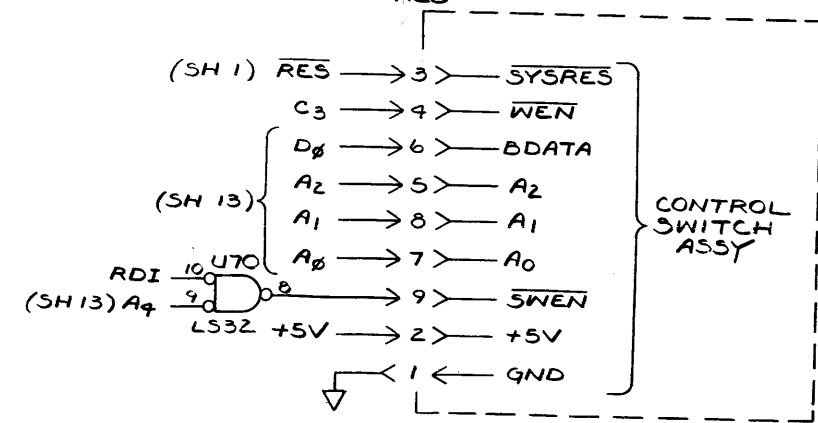 (SH 1) RES 3 SYSRES
C3 4 WEN
DØ 6 BDATA
A2 5 A2
(SH 13)
A1 8 A1
AØ 7 A0
CONTROL
SWITCH
ASSY
U70
RDI 10
8
9 SWEN
(SH 13) A4 9
LS32
+5V 2 +5V
1 GND